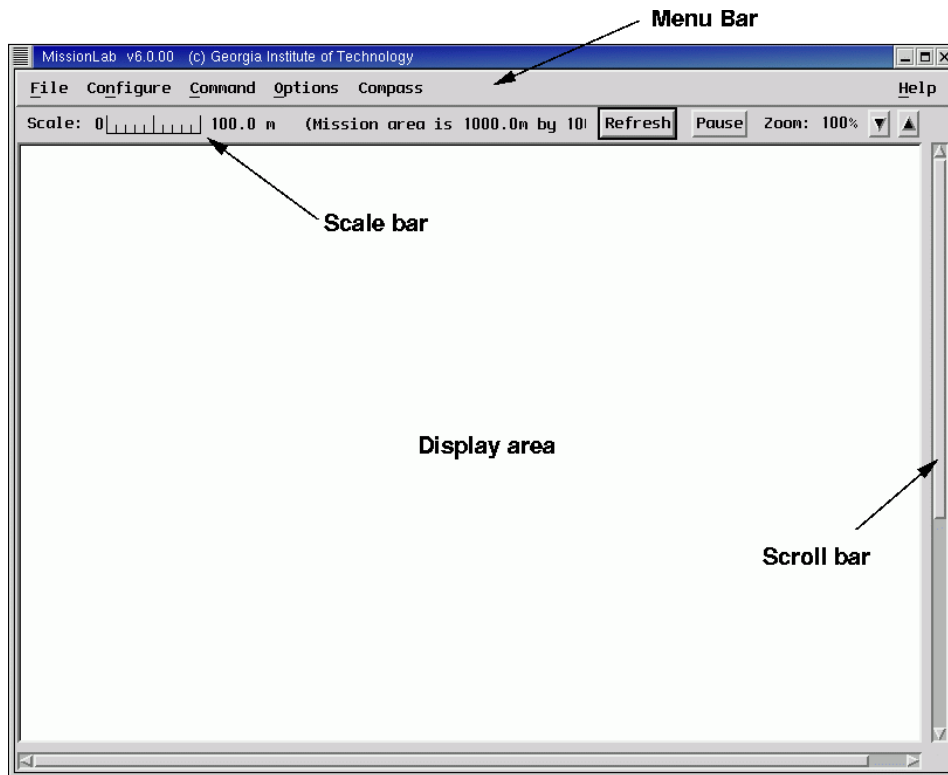 Menu Bar
MissionLab v6.0.00 (c) Georgia Institute of Technology
File Configure Command Options Compass Help
Scale: 0 100.0 m (Mission area is 1000.0m by 10 Refresh Pause Zoom: 100%
Scale bar
Display area
Scroll bar